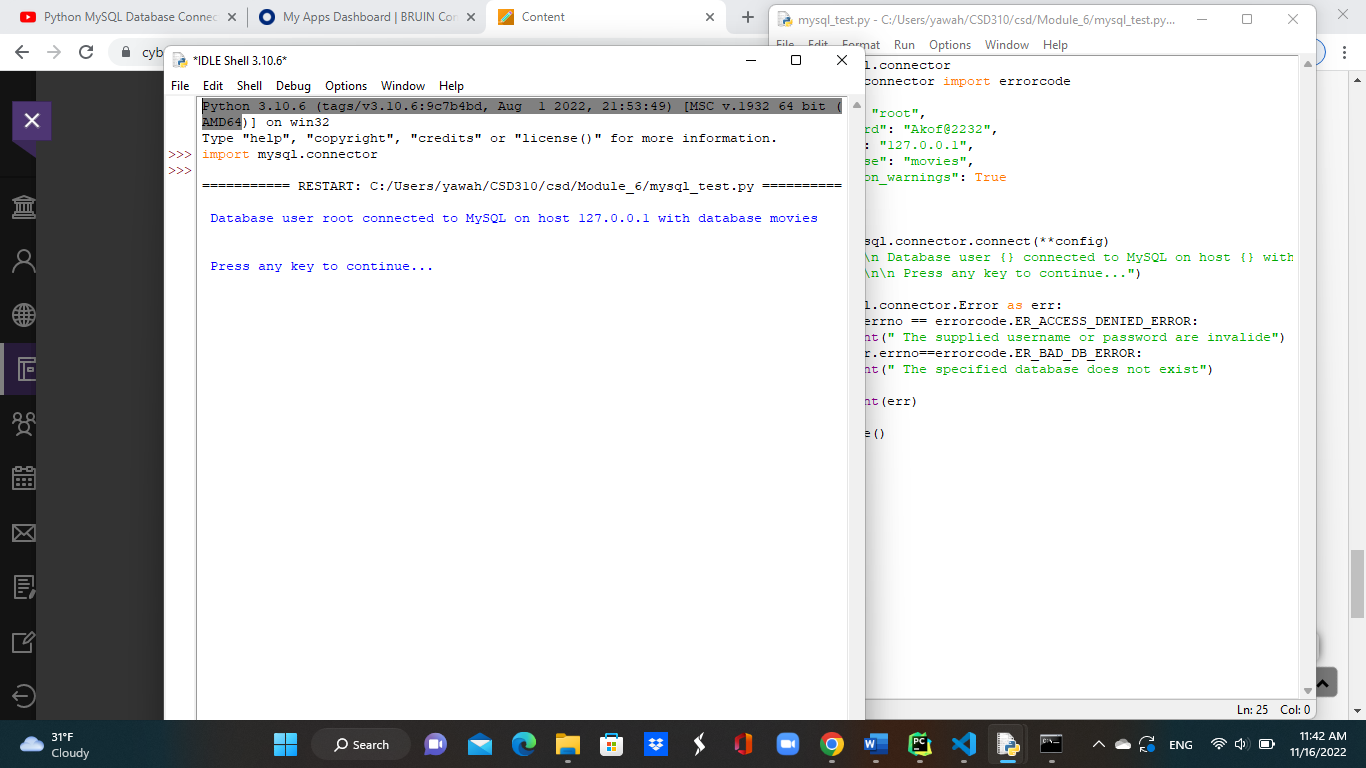 Python MySQL Database Connec
My Apps Dashboard | BRUIN Co
Content
cyb
mysql_test.py - C:/Users/yawah/CSD310/csd/Module_6/mysql_test.py...
File Edit Format Run Options Window Help
*IDLE Shell 3.10.6*
File Edit Shell Debug Options Window Help
Python 3.10.6 (tags/v3.10.6:9c7b4bd, Aug  1 2022, 21:53:49) [MSC v.1932 64 bit (
AMD64)] on win32
Type "help", "copyright", "credits" or "license()" for more information.
>>> import mysql.connector
>>>
=========== RESTART: C:/Users/yawah/CSD310/csd/Module_6/mysql_test.py ==========
Database user root connected to MySQL on host 127.0.0.1 with database movies
Press any key to continue...
l.connector
connector import errorcode
"root",
rd": "Akof@2232",
: "127.0.0.1",
se": "movies",
on_warnings": True
sql.connector.connect(**config)
\n Database user {} connected to MySQL on host {} with
\n\n Press any key to continue...")
l.connector.Error as err:
errno == errorcode.ER_ACCESS_DENIED_ERROR:
nt(" The supplied username or password are invalide")
r.errno==errorcode.ER_BAD_DB_ERROR:
nt(" The specified database does not exist")
nt(err)
e()
Ln: 25 Col: 0
31°F
Cloudy
Search
ENG
11:42 AM
11/16/2022